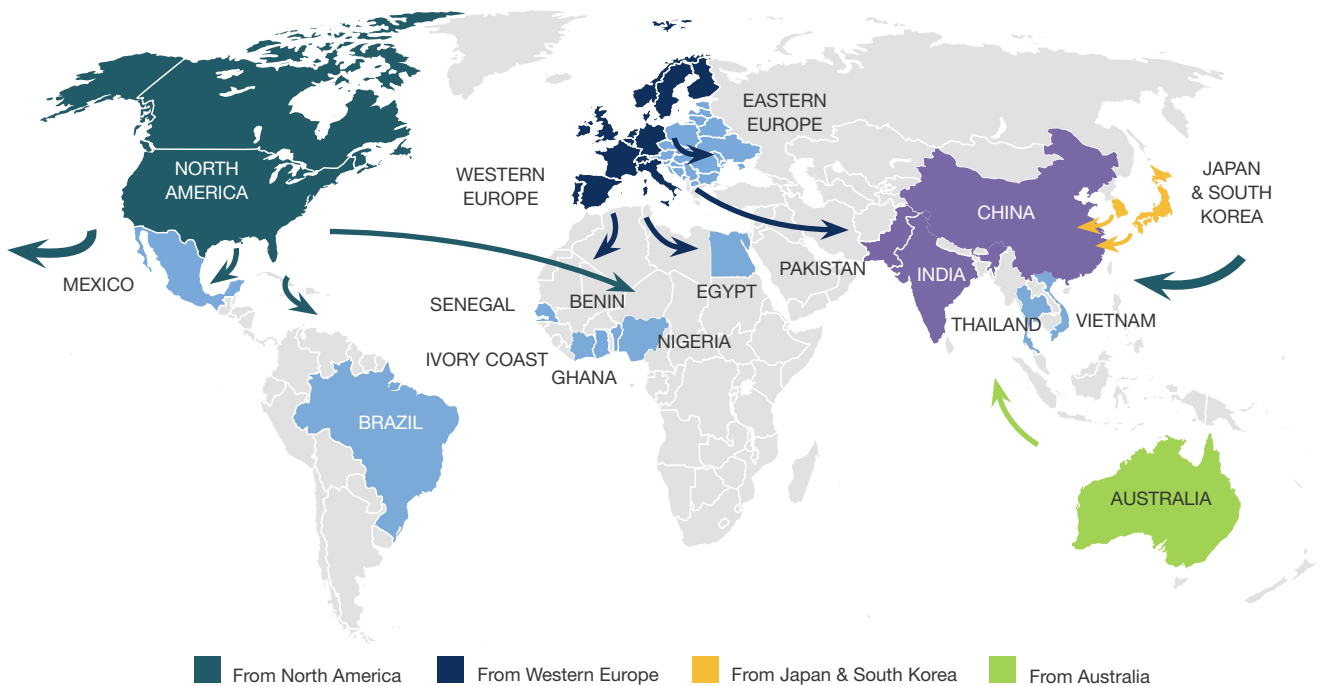 NORTH
AMERICA
MEXICO
BRAZIL
WESTERN
EUROPE
EASTERN
EUROPE
SENEGAL
BENIN
IVORY COAST
GHANA
NIGERIA
EGYPT
PAKISTAN
INDIA
CHINA
THAILAND
VIETNAM
JAPAN
& SOUTH
KOREA
AUSTRALIA
From North America
From Western Europe
From Japan & South Korea
From Australia